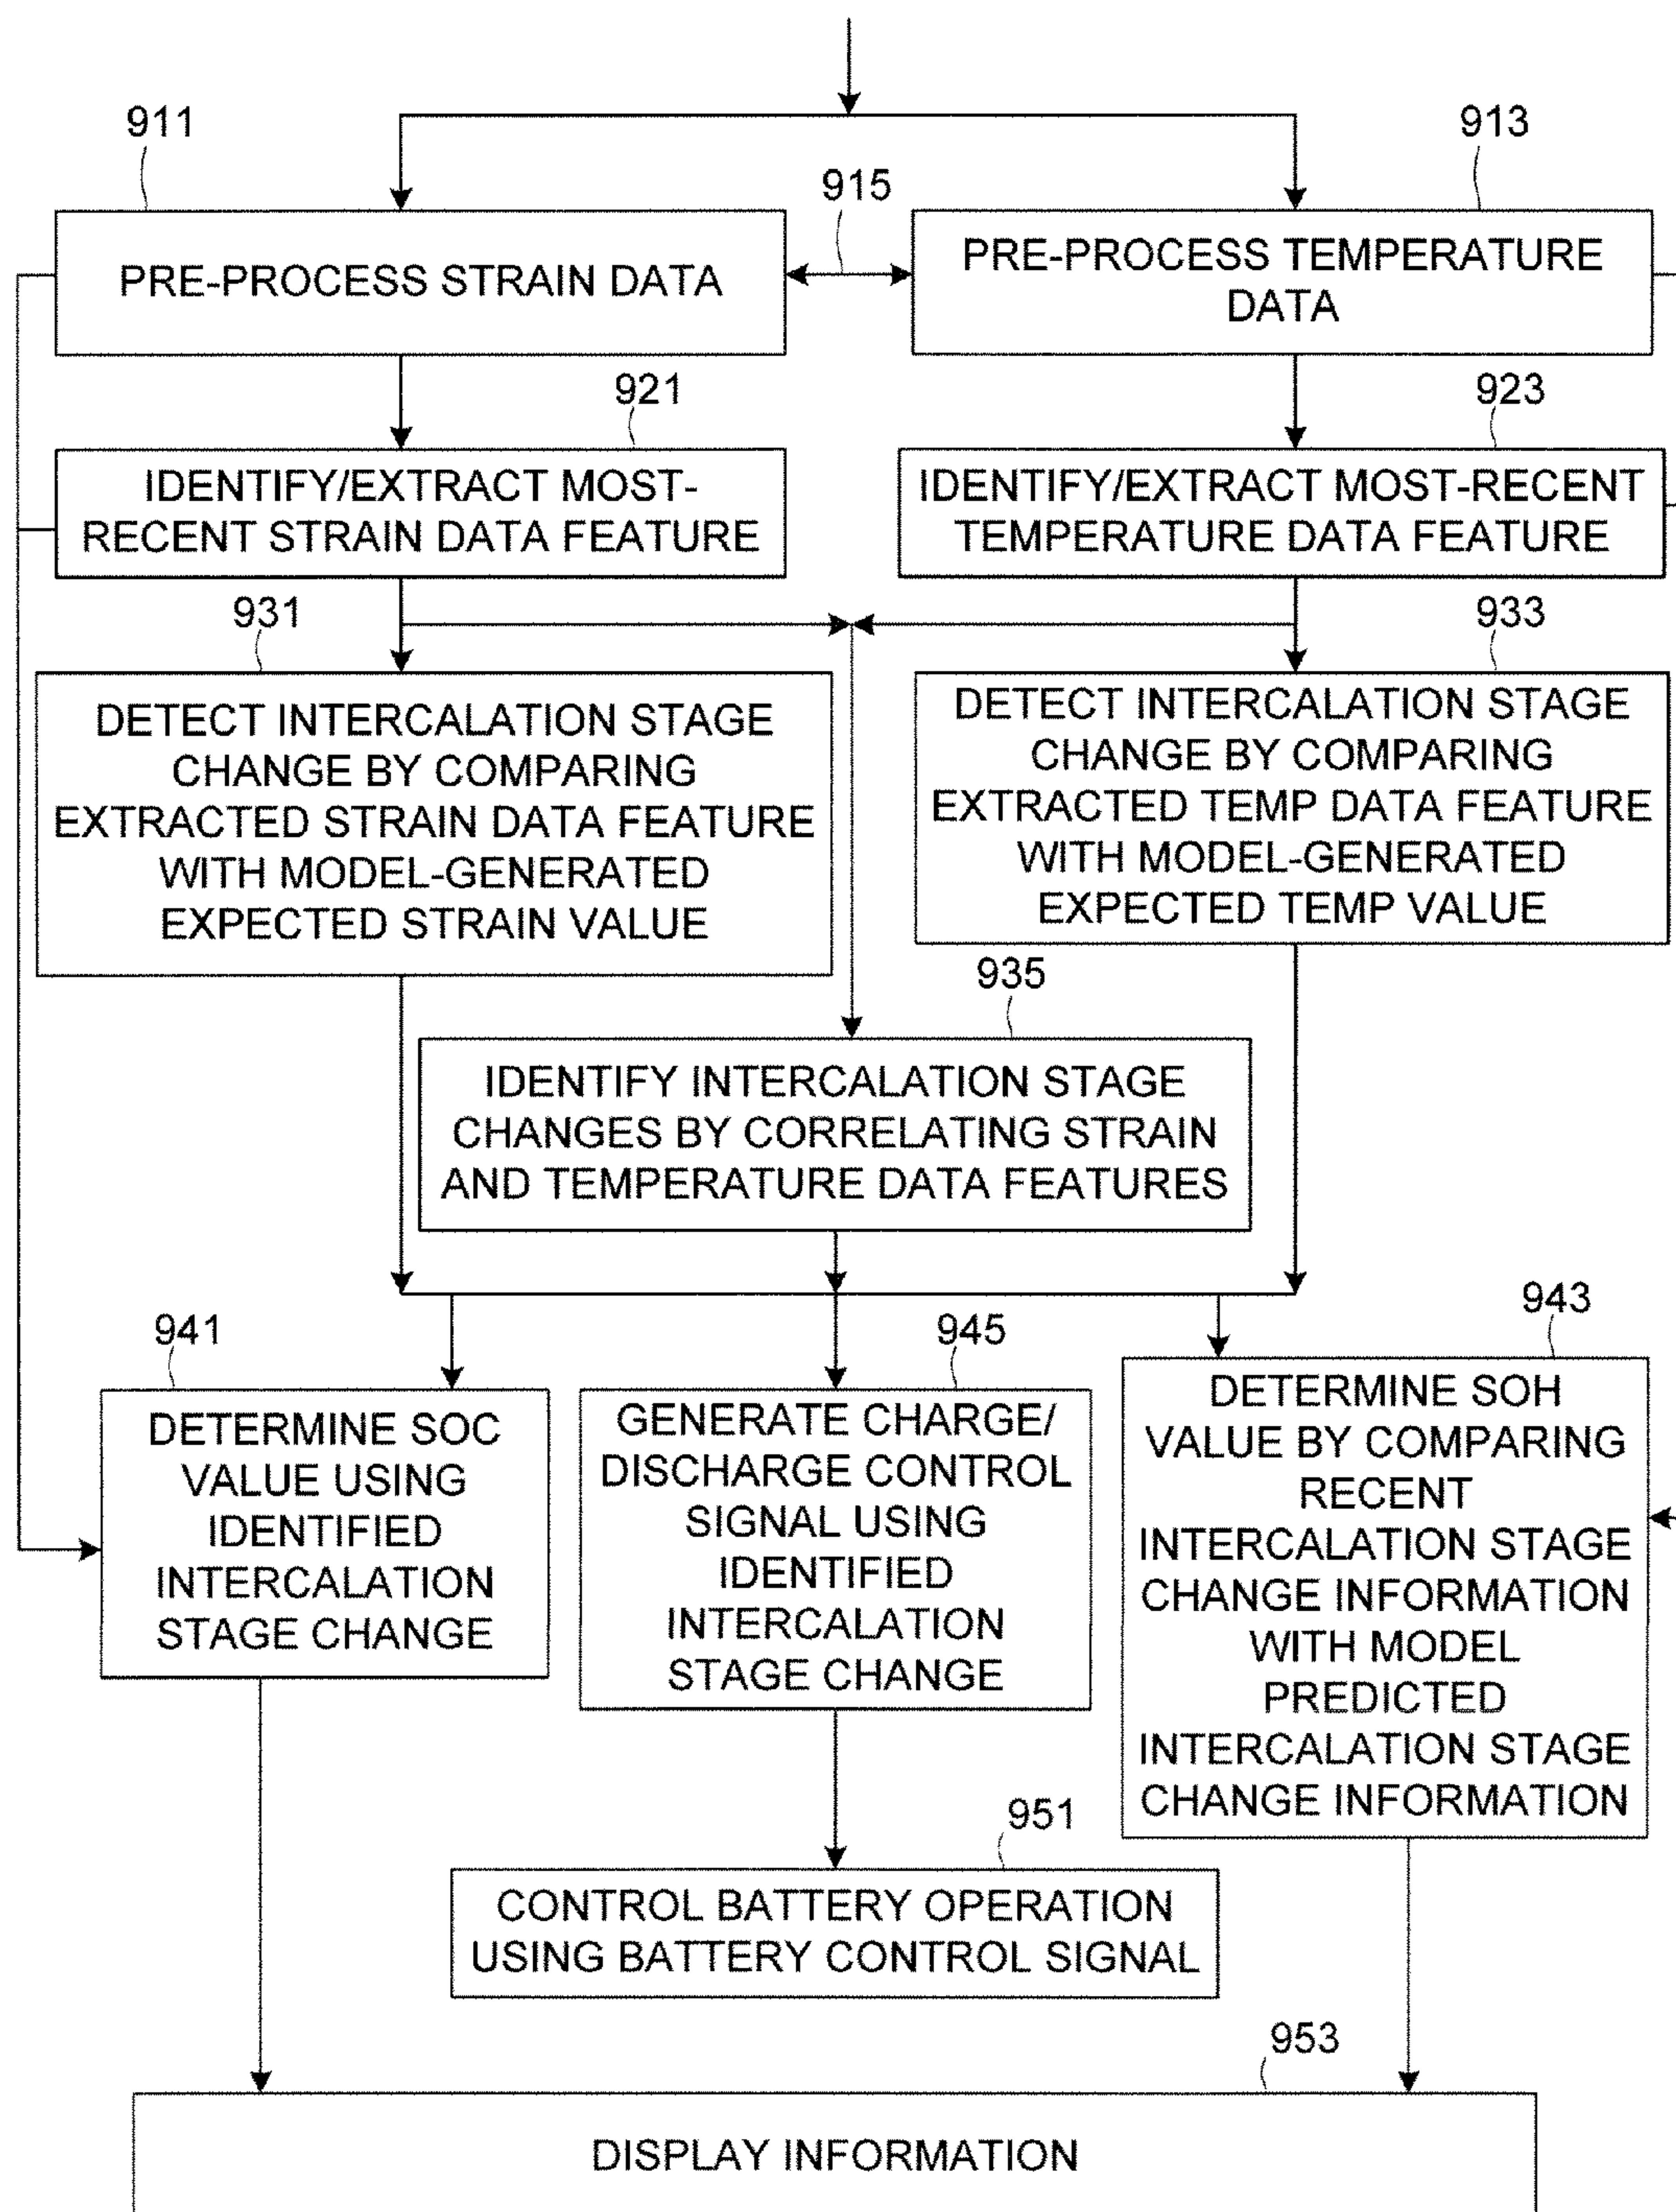 911
913
915
PRE-PROCESS STRAIN DATA
PRE-PROCESS TEMPERATURE
DATA
921
923
IDENTIFY/EXTRACT MOST-
RECENT STRAIN DATA FEATURE
IDENTIFY/EXTRACT MOST-RECENT
TEMPERATURE DATA FEATURE
931
933
DETECT INTERCALATION STAGE
CHANGE BY COMPARING
EXTRACTED STRAIN DATA FEATURE
WITH MODEL-GENERATED
EXPECTED STRAIN VALUE
DETECT INTERCALATION STAGE
CHANGE BY COMPARING
EXTRACTED TEMP DATA FEATURE
WITH MODEL-GENERATED
EXPECTED TEMP VALUE
935
IDENTIFY INTERCALATION STAGE
CHANGES BY CORRELATING STRAIN
AND TEMPERATURE DATA FEATURES
941
945
943
DETERMINE SOC
VALUE USING
IDENTIFIED
INTERCALATION
STAGE CHANGE
GENERATE CHARGE/
DISCHARGE CONTROL
SIGNAL USING
IDENTIFIED
INTERCALATION
STAGE CHANGE
DETERMINE SOH
VALUE BY COMPARING
RECENT
INTERCALATION STAGE
CHANGE INFORMATION
WITH MODEL
PREDICTED
INTERCALATION STAGE
CHANGE INFORMATION
951
CONTROL BATTERY OPERATION
USING BATTERY CONTROL SIGNAL
953
DISPLAY INFORMATION